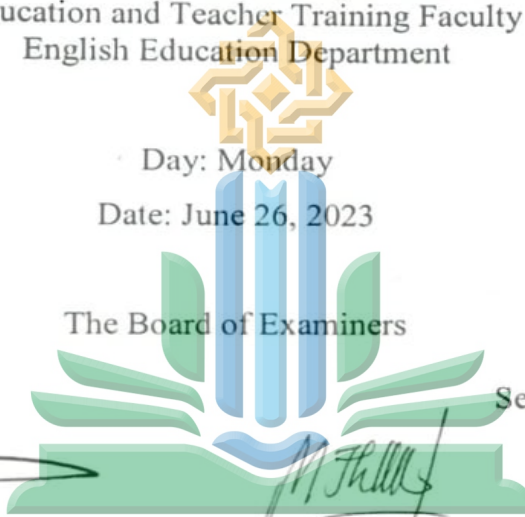 ucation and Teacher Training Faculty
English Education Department
Day: Monday
Date: June 26, 2023
The Board of Examiners
Se